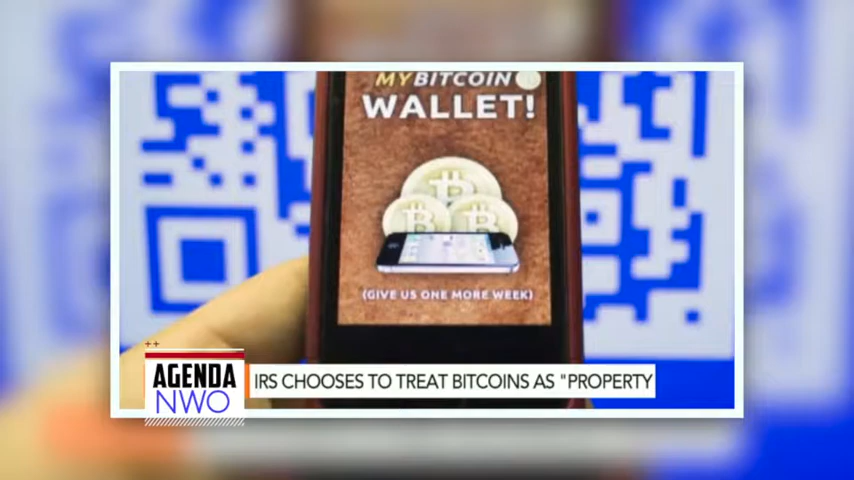 MYBITCOIN
WALLET!
(GIVE US ONE MORE WEEK)
AGENDA
NWO
IRS CHOOSES TO TREAT BITCOINS AS "PROPERTY